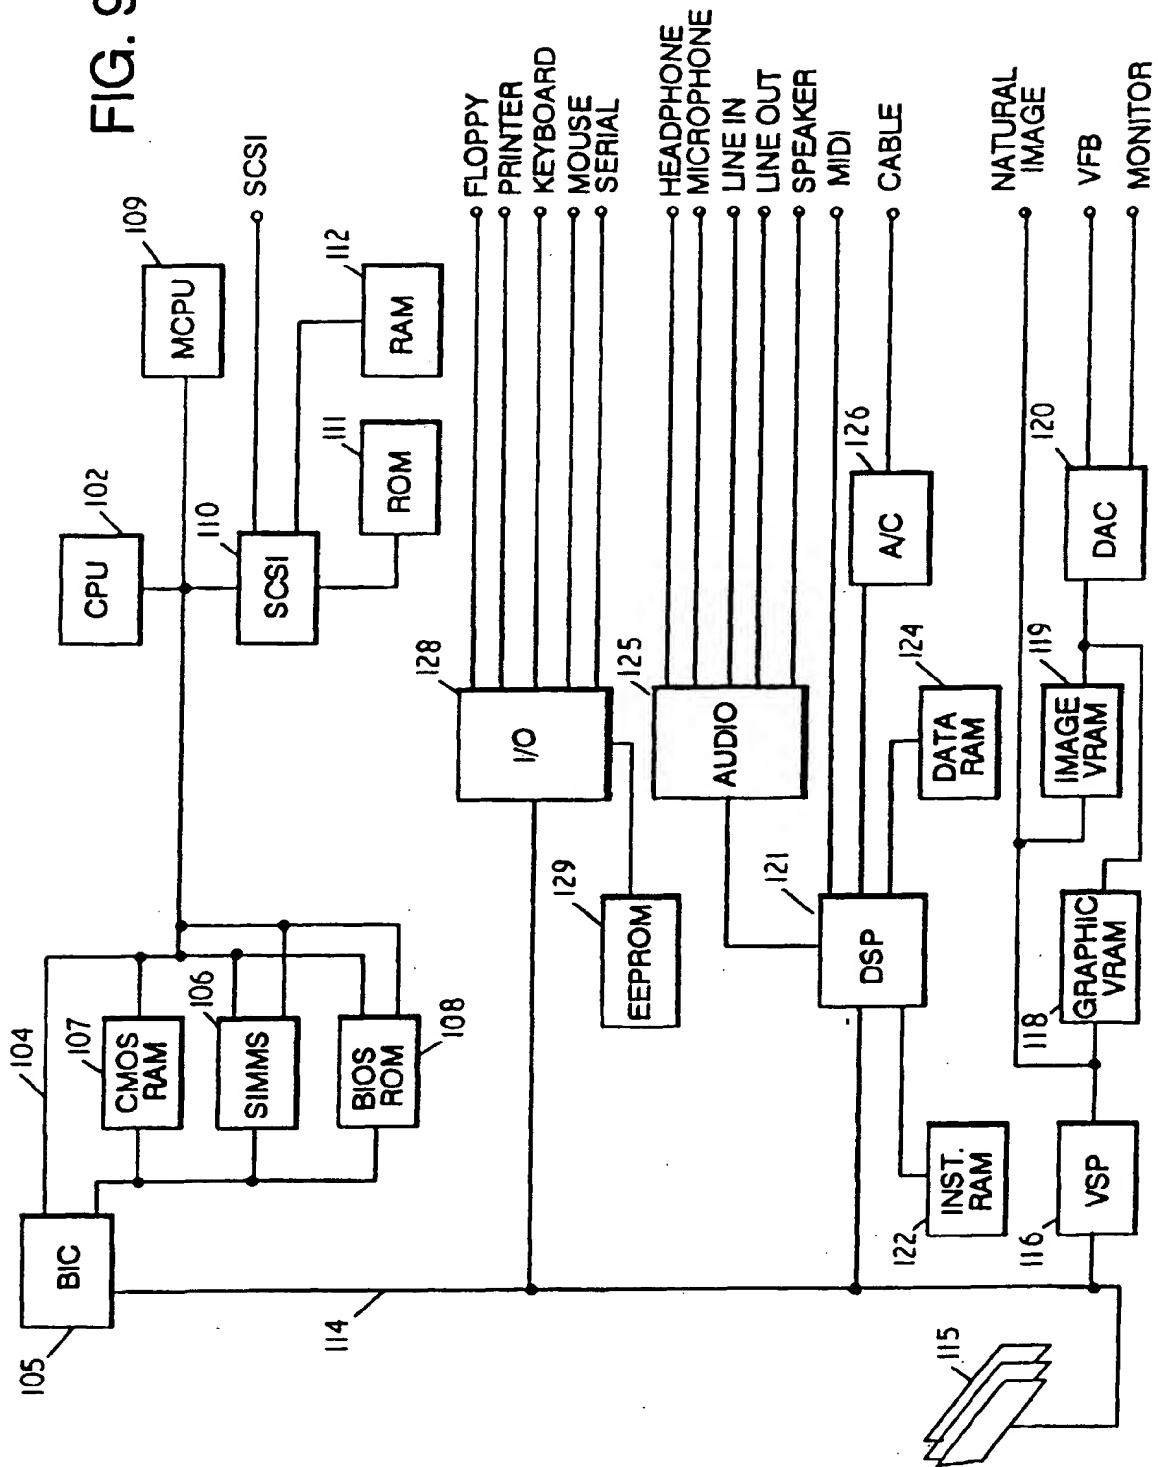 FIG. 9
CPU
102
MCPU
109
SCSI
110
SCSI
ROM
111
RAM
112
104
BIC
105
107
CMOS
RAM
106
SIMMS
BIOS
ROM
108
114
I/O
128
FLOPPY
PRINTER
KEYBOARD
MOUSE
SERIAL
EEPROM
129
AUDIO
125
HEADPHONE
MICROPHONE
LINE IN
LINE OUT
SPEAKER
MIDI
DSP
121
A/C
126
CABLE
DATA
RAM
124
INST.
RAM
122
115
VSP
116
GRAPHIC
VRAM
118
IMAGE
VRAM
119
DAC
120
NATURAL
IMAGE
VFB
MONITOR